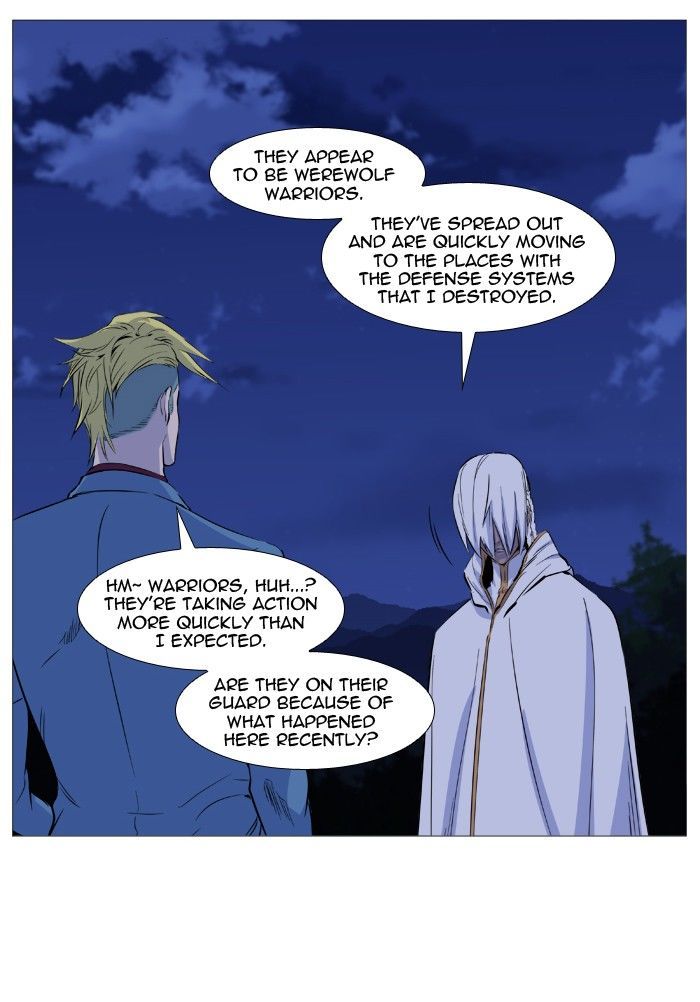 THEY APPEAR
TO BE WEREWOLF
WARRIORS.
THEY'VE SPREAD OUT
AND ARE QUICKLY MOVING
TO THE PLACES WITH
THE DEFENSE SYSTEMS
THAT I DESTROYED.
HM~ WARRIORS, HUH...?
THEY'RE TAKING ACTION
MORE QUICKLY THAN
I EXPECTED.
ARE THEY ON THEIR
GUARD BECAUSE OF
WHAT HAPPENED
HERE RECENTLY?